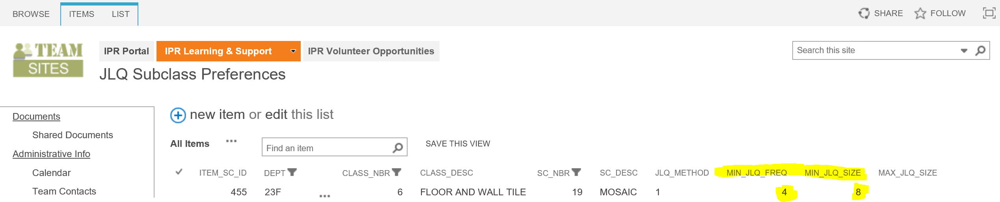 BROWSE ITEMS LIST SHARE FOLLOW
TEAM SITES
IPR Portal IPR Learning & Support IPR Volunteer Opportunities
Search this site
JLQ Subclass Preferences
Documents
Shared Documents
Administrative Info
Calendar
Team Contacts
new item or edit this list
All Items ••• Find an item SAVE THIS VIEW
ITEM_SC_ID DEPT CLASS_NBR CLASS_DESC SC_NBR SC_DESC JLQ_METHOD MIN_JLQ_FREQ MIN_JLQ_SIZE MAX_JLQ_SIZE
455 23F ••• 6 FLOOR AND WALL TILE 19 MOSAIC 1 4 8